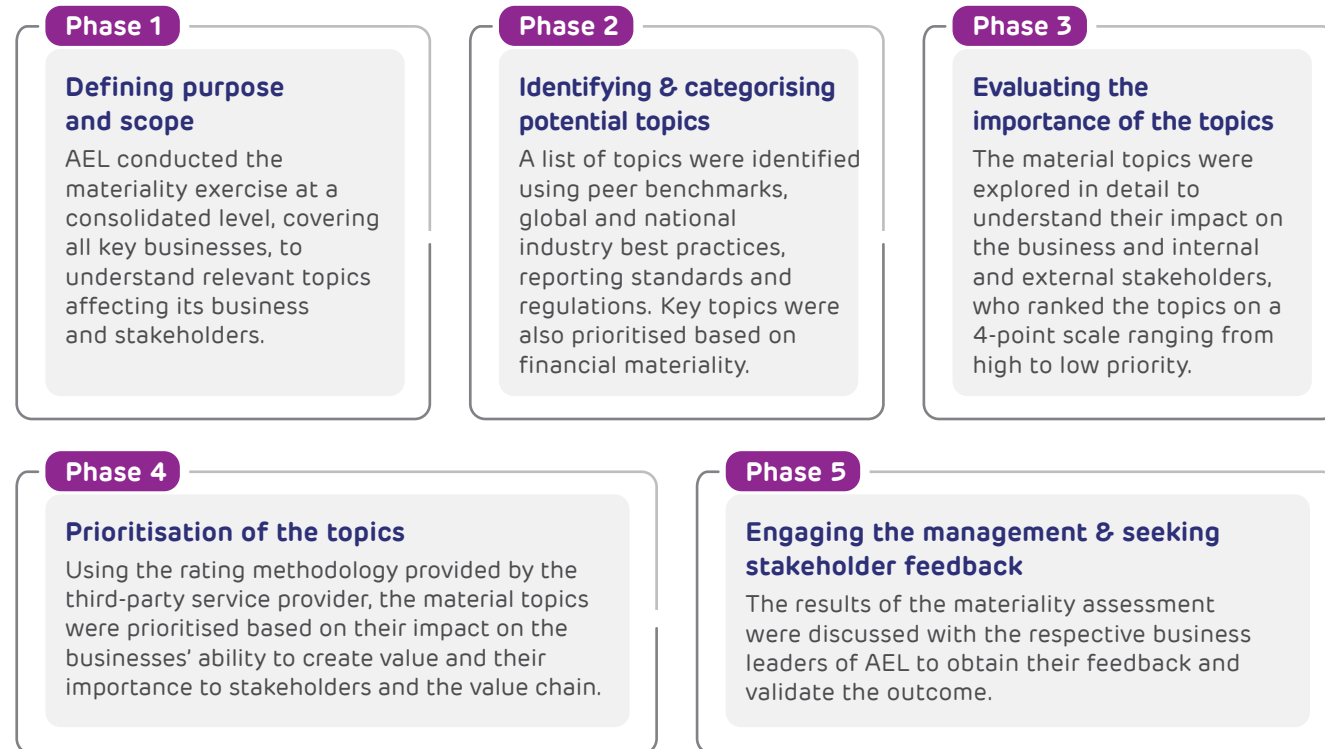 Phase 1
Defining purpose
and scope
AEL conducted the
materiality exercise at a
consolidated level, covering
all key businesses, to
understand relevant topics
affecting its business
and stakeholders.
Phase 2
Identifying & categorising
potential topics
A list of topics were identified
using peer benchmarks,
global and national
industry best practices,
reporting standards and
regulations. Key topics were
also prioritised based on
financial materiality.
Phase 3
Evaluating the
importance of the topics
The material topics were
explored in detail to
understand their impact on
the business and internal
and external stakeholders,
who ranked the topics on a
4-point scale ranging from
high to low priority.
Phase 4
Prioritisation of the topics
Using the rating methodology provided by the
third-party service provider, the material topics
were prioritised based on their impact on the
businesses’ ability to create value and their
importance to stakeholders and the value chain.
Phase 5
Engaging the management & seeking
stakeholder feedback
The results of the materiality assessment
were discussed with the respective business
leaders of AEL to obtain their feedback and
validate the outcome.